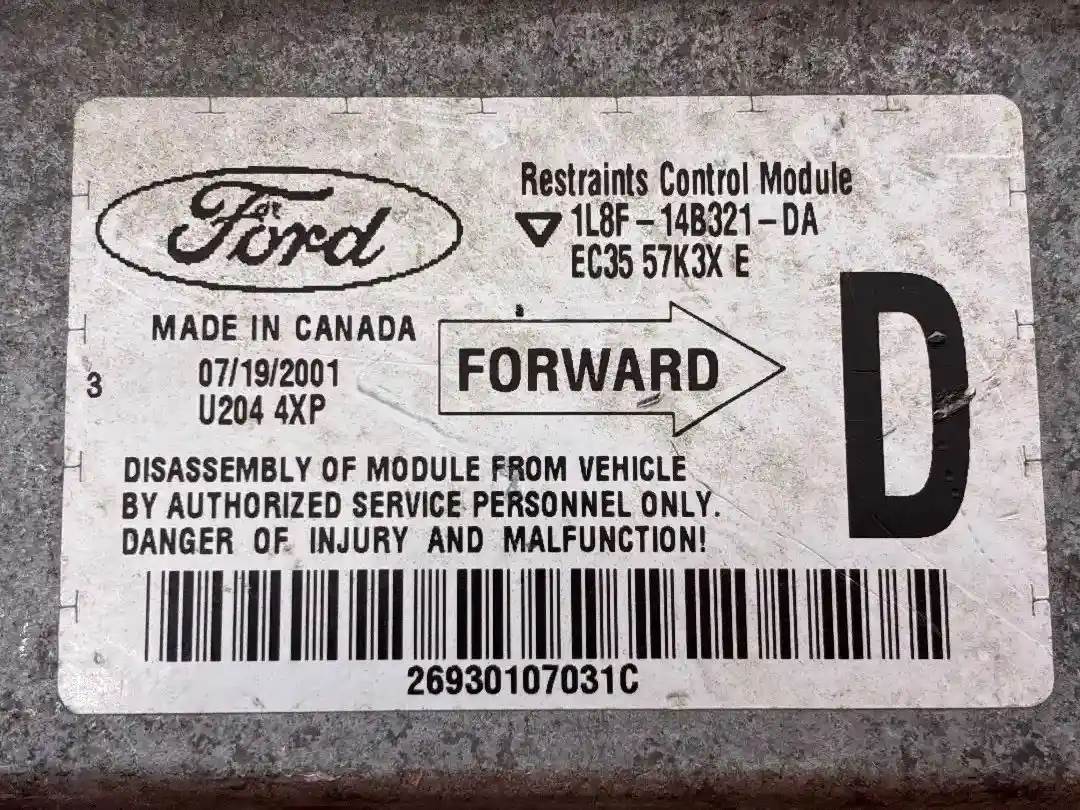 Ford
Restraints Control Module
1L8F-14B321-DA
EC35 57K3X E
D
MADE IN CANADA
07/19/2001
U204 4XP
3
FORWARD
DISASSEMBLY OF MODULE FROM VEHICLE
BY AUTHORIZED SERVICE PERSONNEL ONLY.
DANGER OF INJURY AND MALFUNCTION!
26930107031C